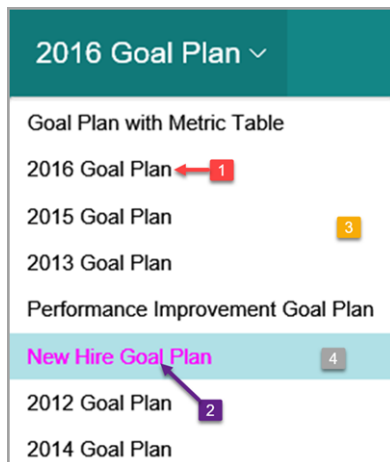 2016 Goal Plan
Goal Plan with Metric Table
2016 Goal Plan 1
2015 Goal Plan
3
2013 Goal Plan
Performance Improvement Goal Plan
New Hire Goal Plan 4
2012 Goal Plan 2
2014 Goal Plan